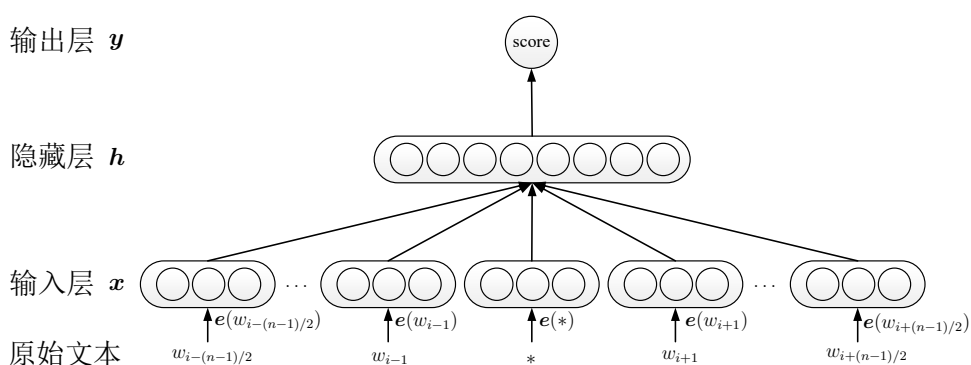 输出层 y score
隐藏层 h
输入层 x ... ...
e(w_{i-(n-1)/2}) e(w_{i-1}) e(*) e(w_{i+1}) e(w_{i+(n-1)/2})
原始文本 w_{i-(n-1)/2} w_{i-1} * w_{i+1} w_{i+(n-1)/2}